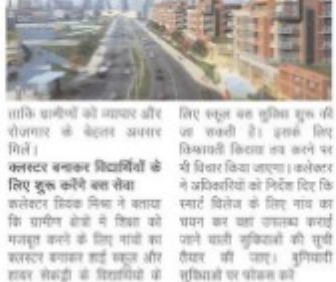 ताकि ग्रामीणों को व्यापार और
रोजगार के बेहतर अवसर
मिलें।
क्लस्टर बनाकर विद्यार्थियों के
लिए शुरू करेंगे बस सेवा
कलेक्टर प्रियंक मिश्रा ने बताया
कि ग्रामीण क्षेत्रों में शिक्षा को
मजबूत करने के लिए गांवों का
क्लस्टर बनाकर हाई स्कूल और
हायर सेकंडरी के विद्यार्थियों के
लिए स्कूल बस सुविधा शुरू की
जा सकती है। इसके लिए
किफायती किराया तय करने पर
भी विचार किया जाएगा। कलेक्टर
ने अधिकारियों को निर्देश दिए कि
स्मार्ट विलेज के लिए गांव का
चयन कर वहां उपलब्ध कराई
जाने वाली सुविधाओं की सूची
तैयार की जाए। बुनियादी
सुविधाओं पर फोकस करें